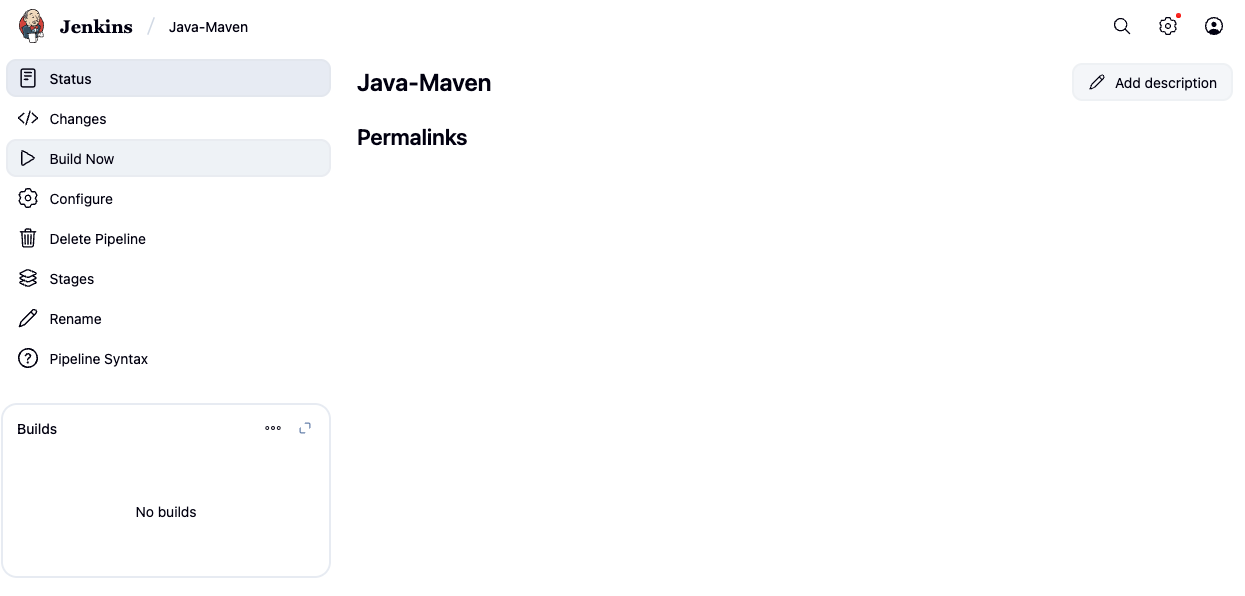 Jenkins / Java-Maven
Status
Changes
Build Now
Configure
Delete Pipeline
Stages
Rename
Pipeline Syntax
Builds
No builds
Java-Maven
Add description
Permalinks